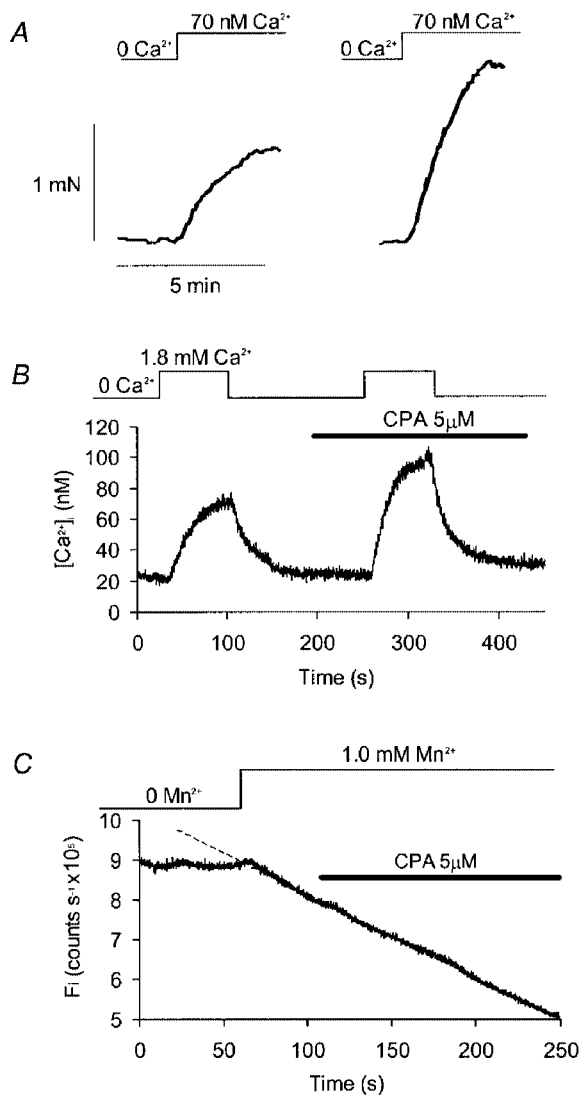 A
0 Ca²⁺ 70 nM Ca²⁺ 0 Ca²⁺ 70 nM Ca²⁺
1 mN
5 min
B
0 Ca²⁺ 1.8 mM Ca²⁺
CPA 5μM
[Ca²⁺]ᵢ (nM)
120
100
80
60
40
20
0
0 100 200 300 400
Time (s)
C
0 Mn²⁺ 1.0 mM Mn²⁺
CPA 5μM
Fi (counts s⁻¹ x10⁵)
10
9
8
7
6
5
0 50 100 150 200 250
Time (s)